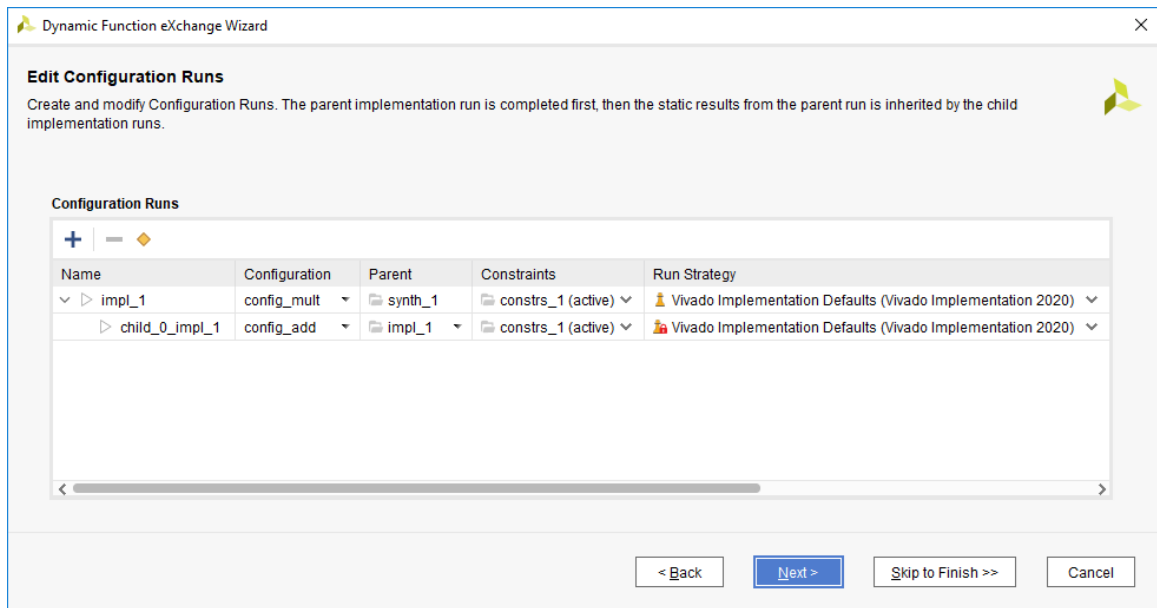 Dynamic Function eXchange Wizard
Edit Configuration Runs
Create and modify Configuration Runs. The parent implementation run is completed first, then the static results from the parent run is inherited by the child
implementation runs.
Configuration Runs
Name Configuration Parent Constraints Run Strategy
impl_1 config_mult synth_1 constrs_1 (active) Vivado Implementation Defaults (Vivado Implementation 2020)
child_0_impl_1 config_add impl_1 constrs_1 (active) Vivado Implementation Defaults (Vivado Implementation 2020)
< Back Next > Skip to Finish >> Cancel